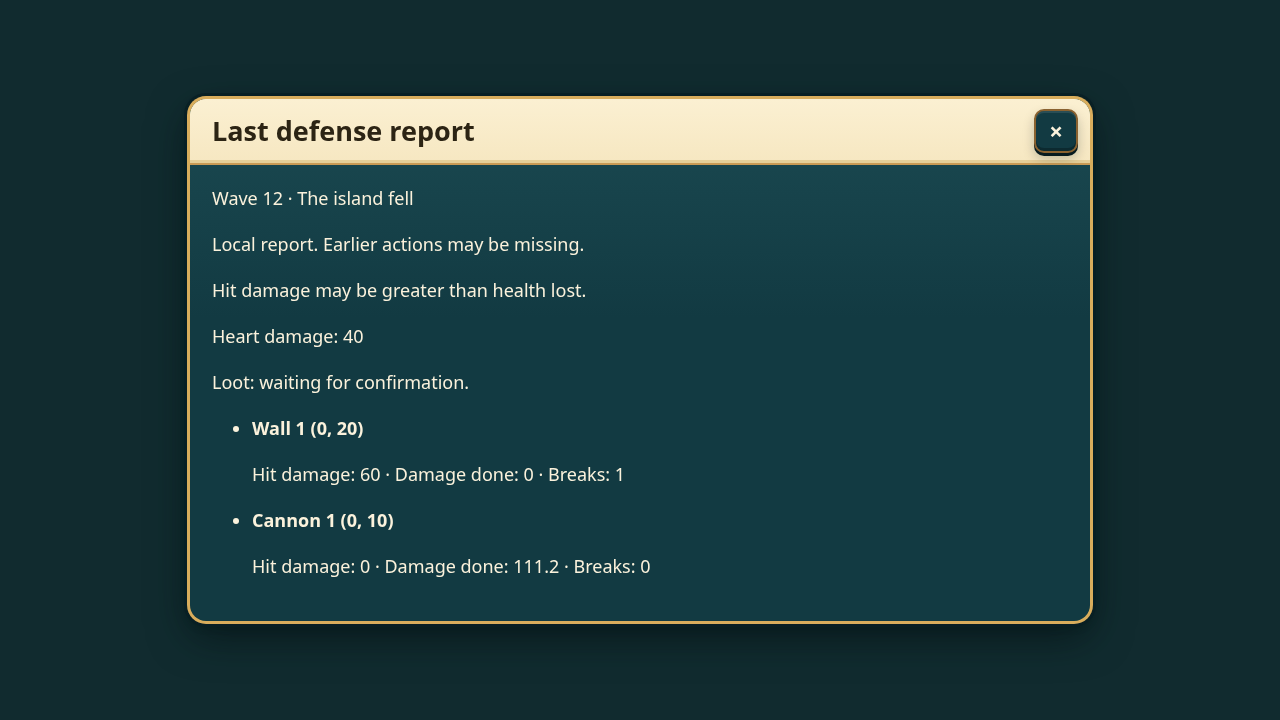 Last defense report
×
Wave 12 · The island fell
Local report. Earlier actions may be missing.
Hit damage may be greater than health lost.
Heart damage: 40
Loot: waiting for confirmation.
• Wall 1 (0, 20)
Hit damage: 60 · Damage done: 0 · Breaks: 1
• Cannon 1 (0, 10)
Hit damage: 0 · Damage done: 111.2 · Breaks: 0